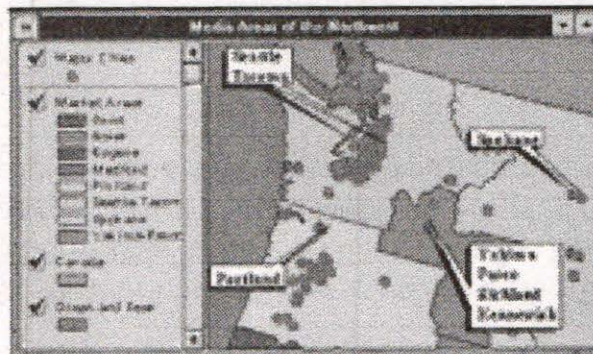 Media Areas of the Northwest
Major Cities
Market Areas
Bend
Boise
Eugene
Medford
Portland
Seattle Tacoma
Spokane
Canada
Seattle
Tacoma
Spokane
Portland
Yakima
Pasco
Richland
Kennewick